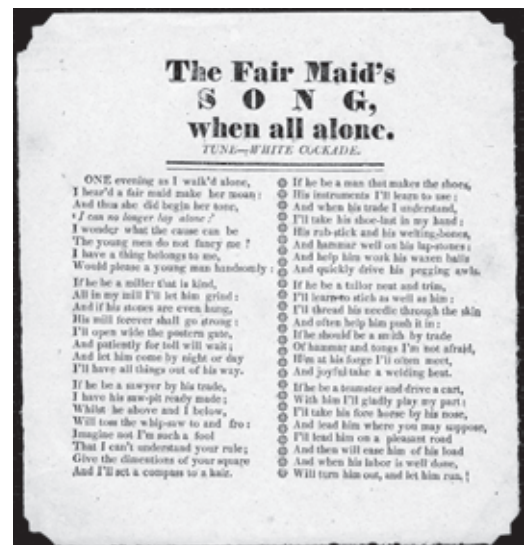 The Fair Maid's
SONG,
when all alone.
TUNE—WHITE COCKADE.
ONE evening as I walk'd alone,
I hear'd a fair maid make her moan:
And thus she did begin her tone,
'I can no longer lay alone?'
I wonder what the cause can be
The young men do not fancy me?
I have a thing belongs to me,
Would please a young man handsomly:
If he be a miller that is kind,
All in my mill I'll let him grind:
And if his stones are even hung,
His mill forever shall go strong:
I'll open wide the postern gate,
And patiently for toll will wait;
And let him come by night or day
I'll have all things out of his way.
If he be a sawyer by his trade,
I have his saw-pit ready made;
Whilst he above and I below,
Will toss the whip-saw to and fro:
Imagine not I'm such a fool
That I can't understand your rule;
Give the dimentions of your square
And I'll set a compass to a hair.
If he be a man that makes the shoes,
His instruments I'll learn to use:
And when his trade I understand,
I'll take his shoe-last in my hand:
His rub-stick and his welting-bones,
And hammar well on his lap-stones:
And help him work his waxen balls
And quickly drive his pegging awls.
If he be a tailor neat and trim,
I'll learn to stich as well as him:
I'll thread his needle through the skin
And often help him push it in:
If he should be a smith by trade
Of hammar and tongs I'm not afraid,
Him at his forge I'll often meet,
And joyful take a welding heat.
If he be a teamster and drive a cart,
With him I'll gladly play my part:
I'll take his fore horse by his nose,
And lead him where you may suppose,
I'll lead him on a pleasant road
And then will ease him of his load
And when his labor is well done,
Will turn him out, and let him run.!